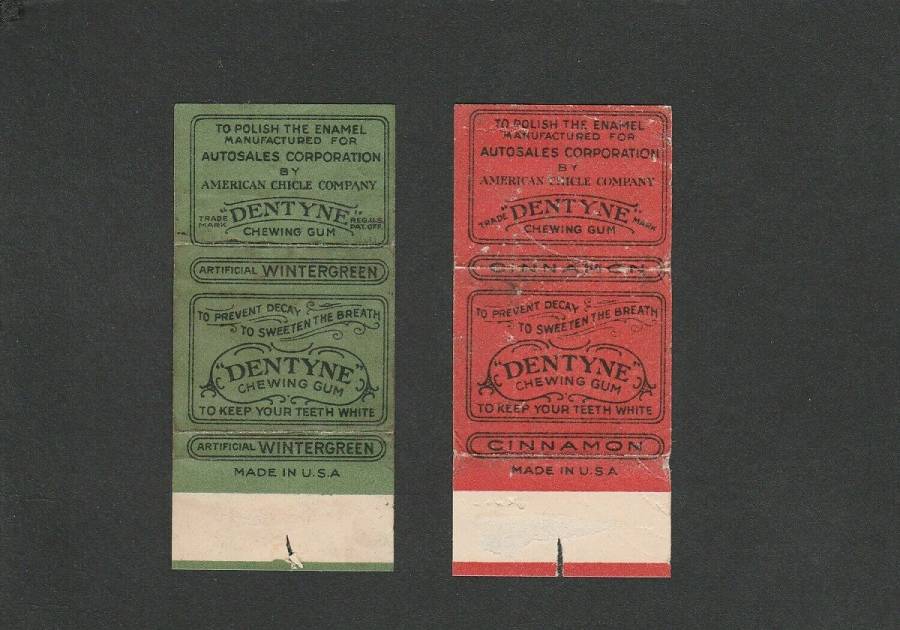 TO POLISH THE ENAMEL
MANUFACTURED FOR
AUTOSALES CORPORATION
BY
AMERICAN CHICLE COMPANY
TRADE MARK "DENTYNE" REG.U.S. PAT. OFF.
CHEWING GUM
ARTIFICIAL WINTERGREEN
TO PREVENT DECAY
TO SWEETEN THE BREATH
"DENTYNE"
CHEWING GUM
TO KEEP YOUR TEETH WHITE
ARTIFICIAL WINTERGREEN
MADE IN U.S.A
TO POLISH THE ENAMEL
MANUFACTURED FOR
AUTOSALES CORPORATION
BY
AMERICAN CHICLE COMPANY
TRADE "DENTYNE" MARK
CHEWING GUM
CINNAMON
TO PREVENT DECAY
TO SWEETEN THE BREATH
"DENTYNE"
CHEWING GUM
TO KEEP YOUR TEETH WHITE
CINNAMON
MADE IN U.S.A